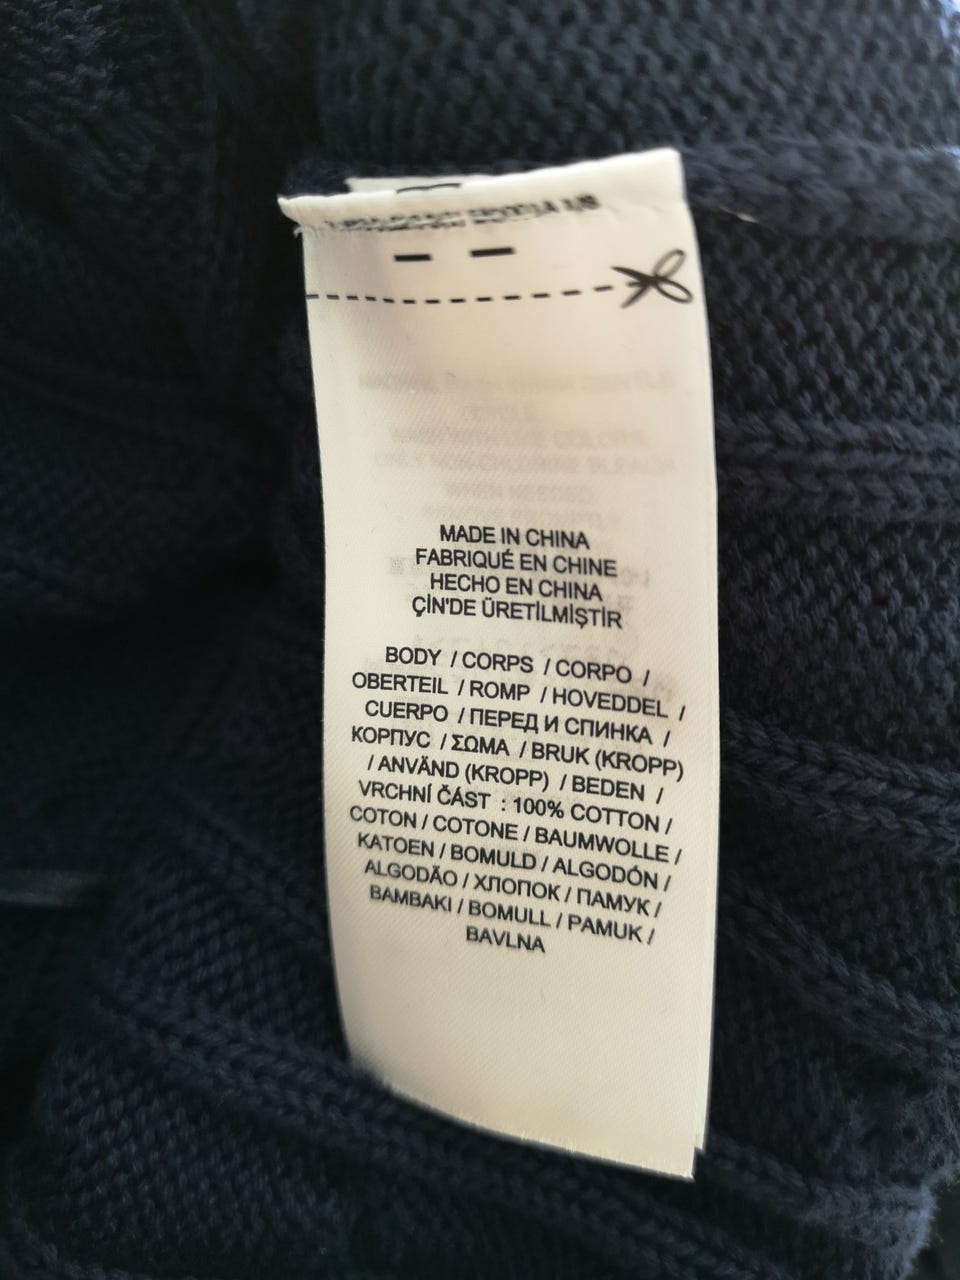 MADE IN CHINA
FABRIQUÉ EN CHINE
HECHO EN CHINA
ÇİN'DE ÜRETİLMİŞTİR
BODY / CORPS / CORPO /
OBERTEIL / ROMP / HOVEDDEL /
CUERPO / ПЕРЕД И СПИНКА /
КОРПУС / ΣΩΜΑ / BRUK (KROPP)
/ ANVÄND (KROPP) / BEDEN /
VRCHNÍ ČÁST : 100% COTTON /
COTON / COTONE / BAUMWOLLE /
KATOEN / BOMULD / ALGODÓN /
ALGODÃO / ХЛОПОК / ПАМУК /
BAMBAKI / BOMULL / PAMUK /
BAVLNA